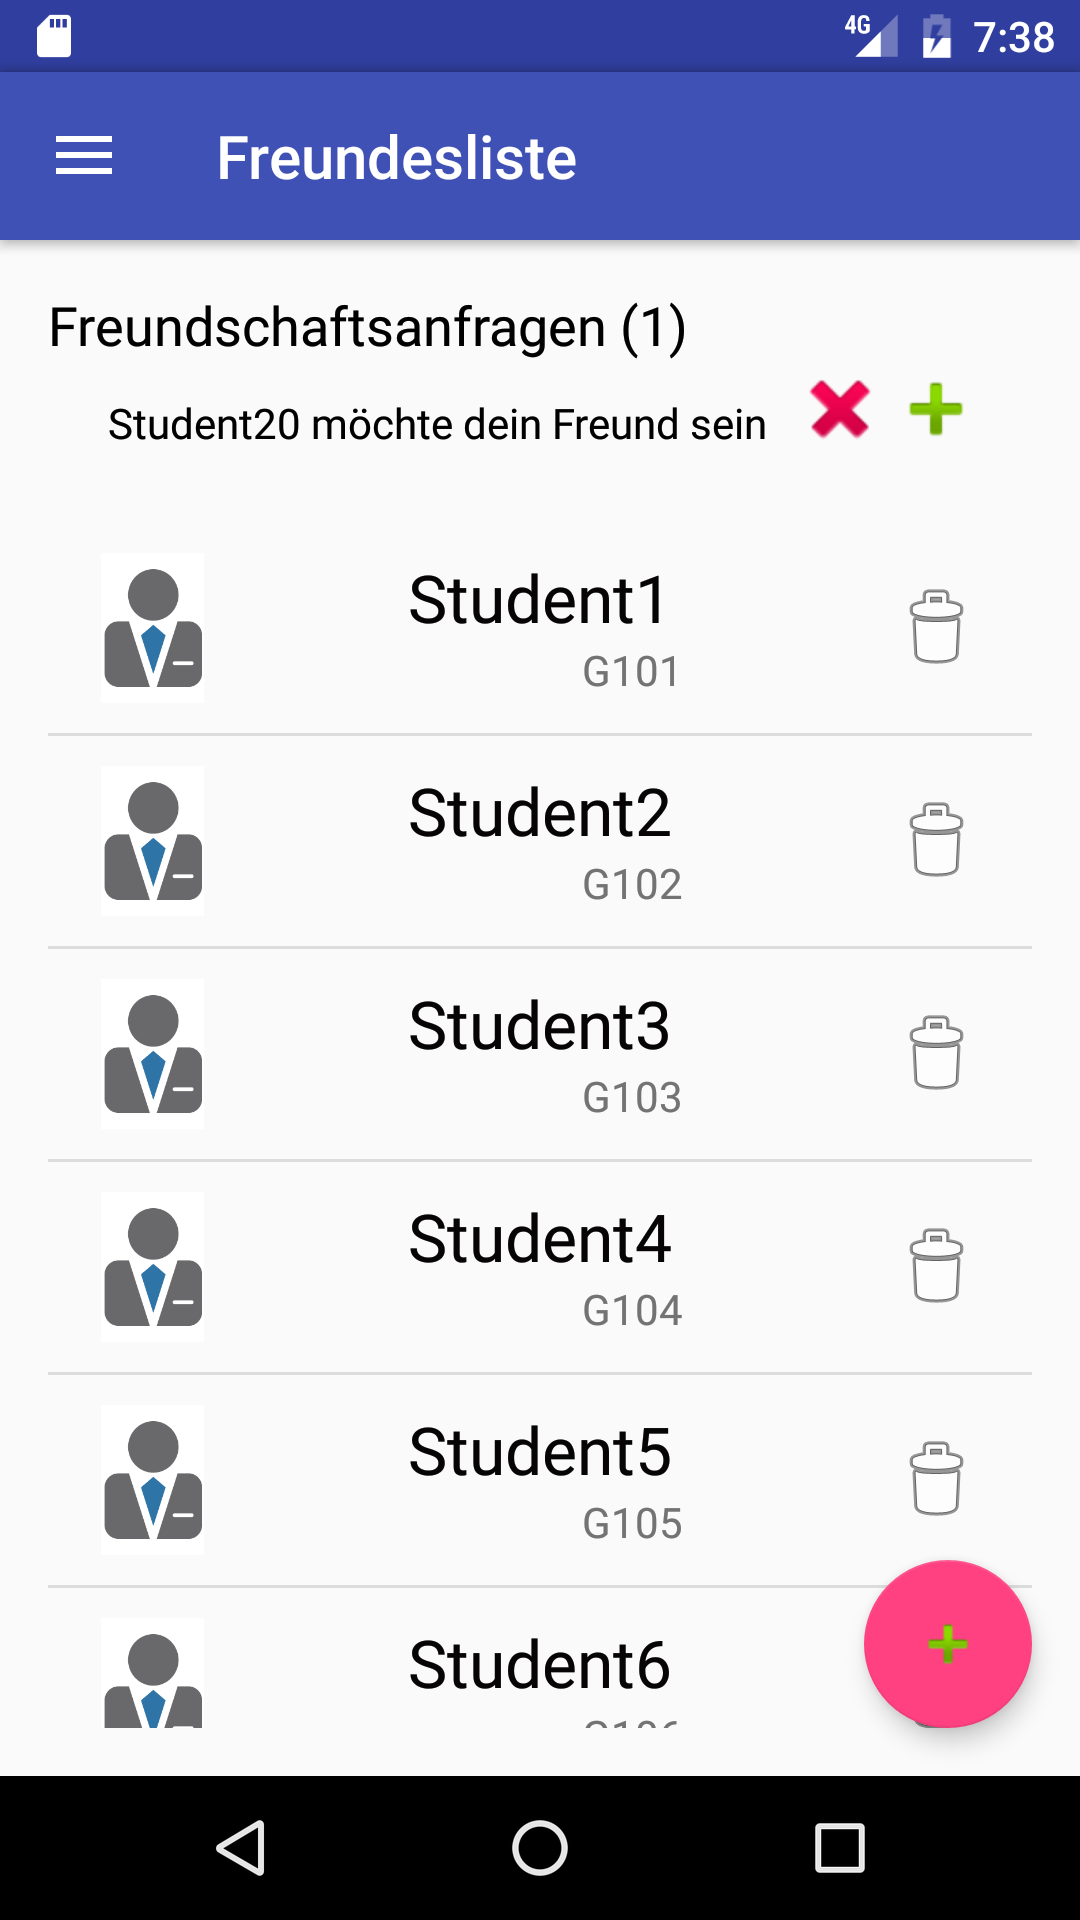 4G 7:38
Freundesliste
Freundschaftsanfragen (1)
Student20 möchte dein Freund sein
Student1
G101
Student2
G102
Student3
G103
Student4
G104
Student5
G105
Student6
G106